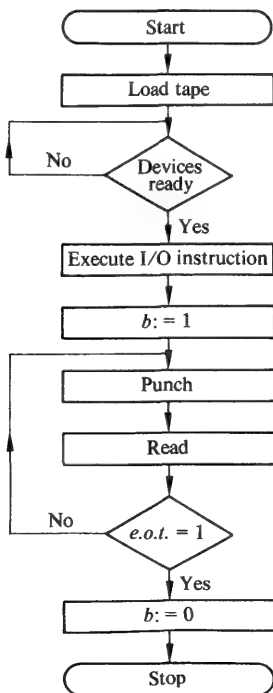 Start
Load tape
No
Devices
ready
Yes
Execute I/O instruction
b: = 1
Punch
Read
No
e.o.t. = 1
Yes
b: = 0
Stop